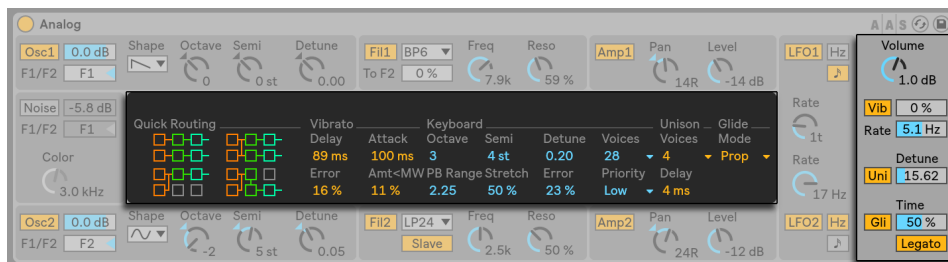 Analog AAS
Osc1 0.0 dB Shape Octave Semi Detune Fil1 BP6 Freq Reso Amp1 Pan Level LFO1 Hz Volume
F1/F2 F1 0 0 st 0.00 To F2 0 % 7.9k 59 % 14R -14 dB 1.0 dB
Noise -5.8 dB Rate Vib 0 %
F1/F2 F1 Quick Routing Vibrato Keyboard Unison Glide 1t Rate 5.1 Hz
Delay Attack Octave Semi Detune Voices Voices Mode
89 ms 100 ms 3 4 st 0.20 28 4 Prop
Color Error Amt<MW PB Range Stretch Error Priority Delay Rate Detune
3.0 kHz 16 % 11 % 2.25 50 % 23 % Low 4 ms 17 Hz Uni 15.62
Osc2 0.0 dB Shape Octave Semi Detune Fil2 LP24 Freq Reso Amp2 Pan Level LFO2 Hz Time
Gli 50 %
F1/F2 F2 -2 5 st 0.05 Slave 2.5k 50 % 24R -12 dB Legato